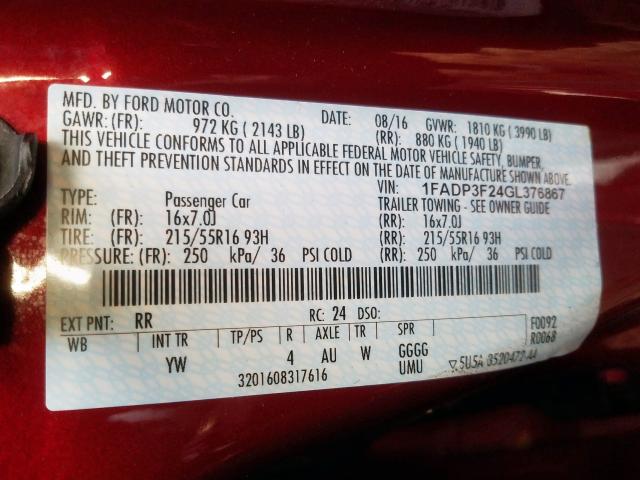 MFD. BY FORD MOTOR CO.
DATE: 08/16 GVWR: 1810 KG ( 3990 LB)
GAWR: (FR): 972 KG ( 2143 LB) (RR): 880 KG ( 1940 LB)
THIS VEHICLE CONFORMS TO ALL APPLICABLE FEDERAL MOTOR VEHICLE SAFETY, BUMPER,
AND THEFT PREVENTION STANDARDS IN EFFECT ON THE DATE OF MANUFACTURE SHOWN ABOVE.
VIN: 1FADP3F24GL376867
TYPE: Passenger Car TRAILER TOWING - SEE OWNER GUIDE
RIM: (FR): 16x7.0J (RR): 16x7.0J
TIRE: (FR): 215/55R16 93H (RR): 215/55R16 93H
PRESSURE: (FR): 250 kPa/ 36 PSI COLD (RR): 250 kPa/ 36 PSI COLD
EXT PNT: RR RC: 24 DSO:
WB INT TR TP/PS R AXLE TR SPR
YW 4 AU W GGGG
UMU
F0092
R0068
3201608317616
▽SU5A 8520472 AA